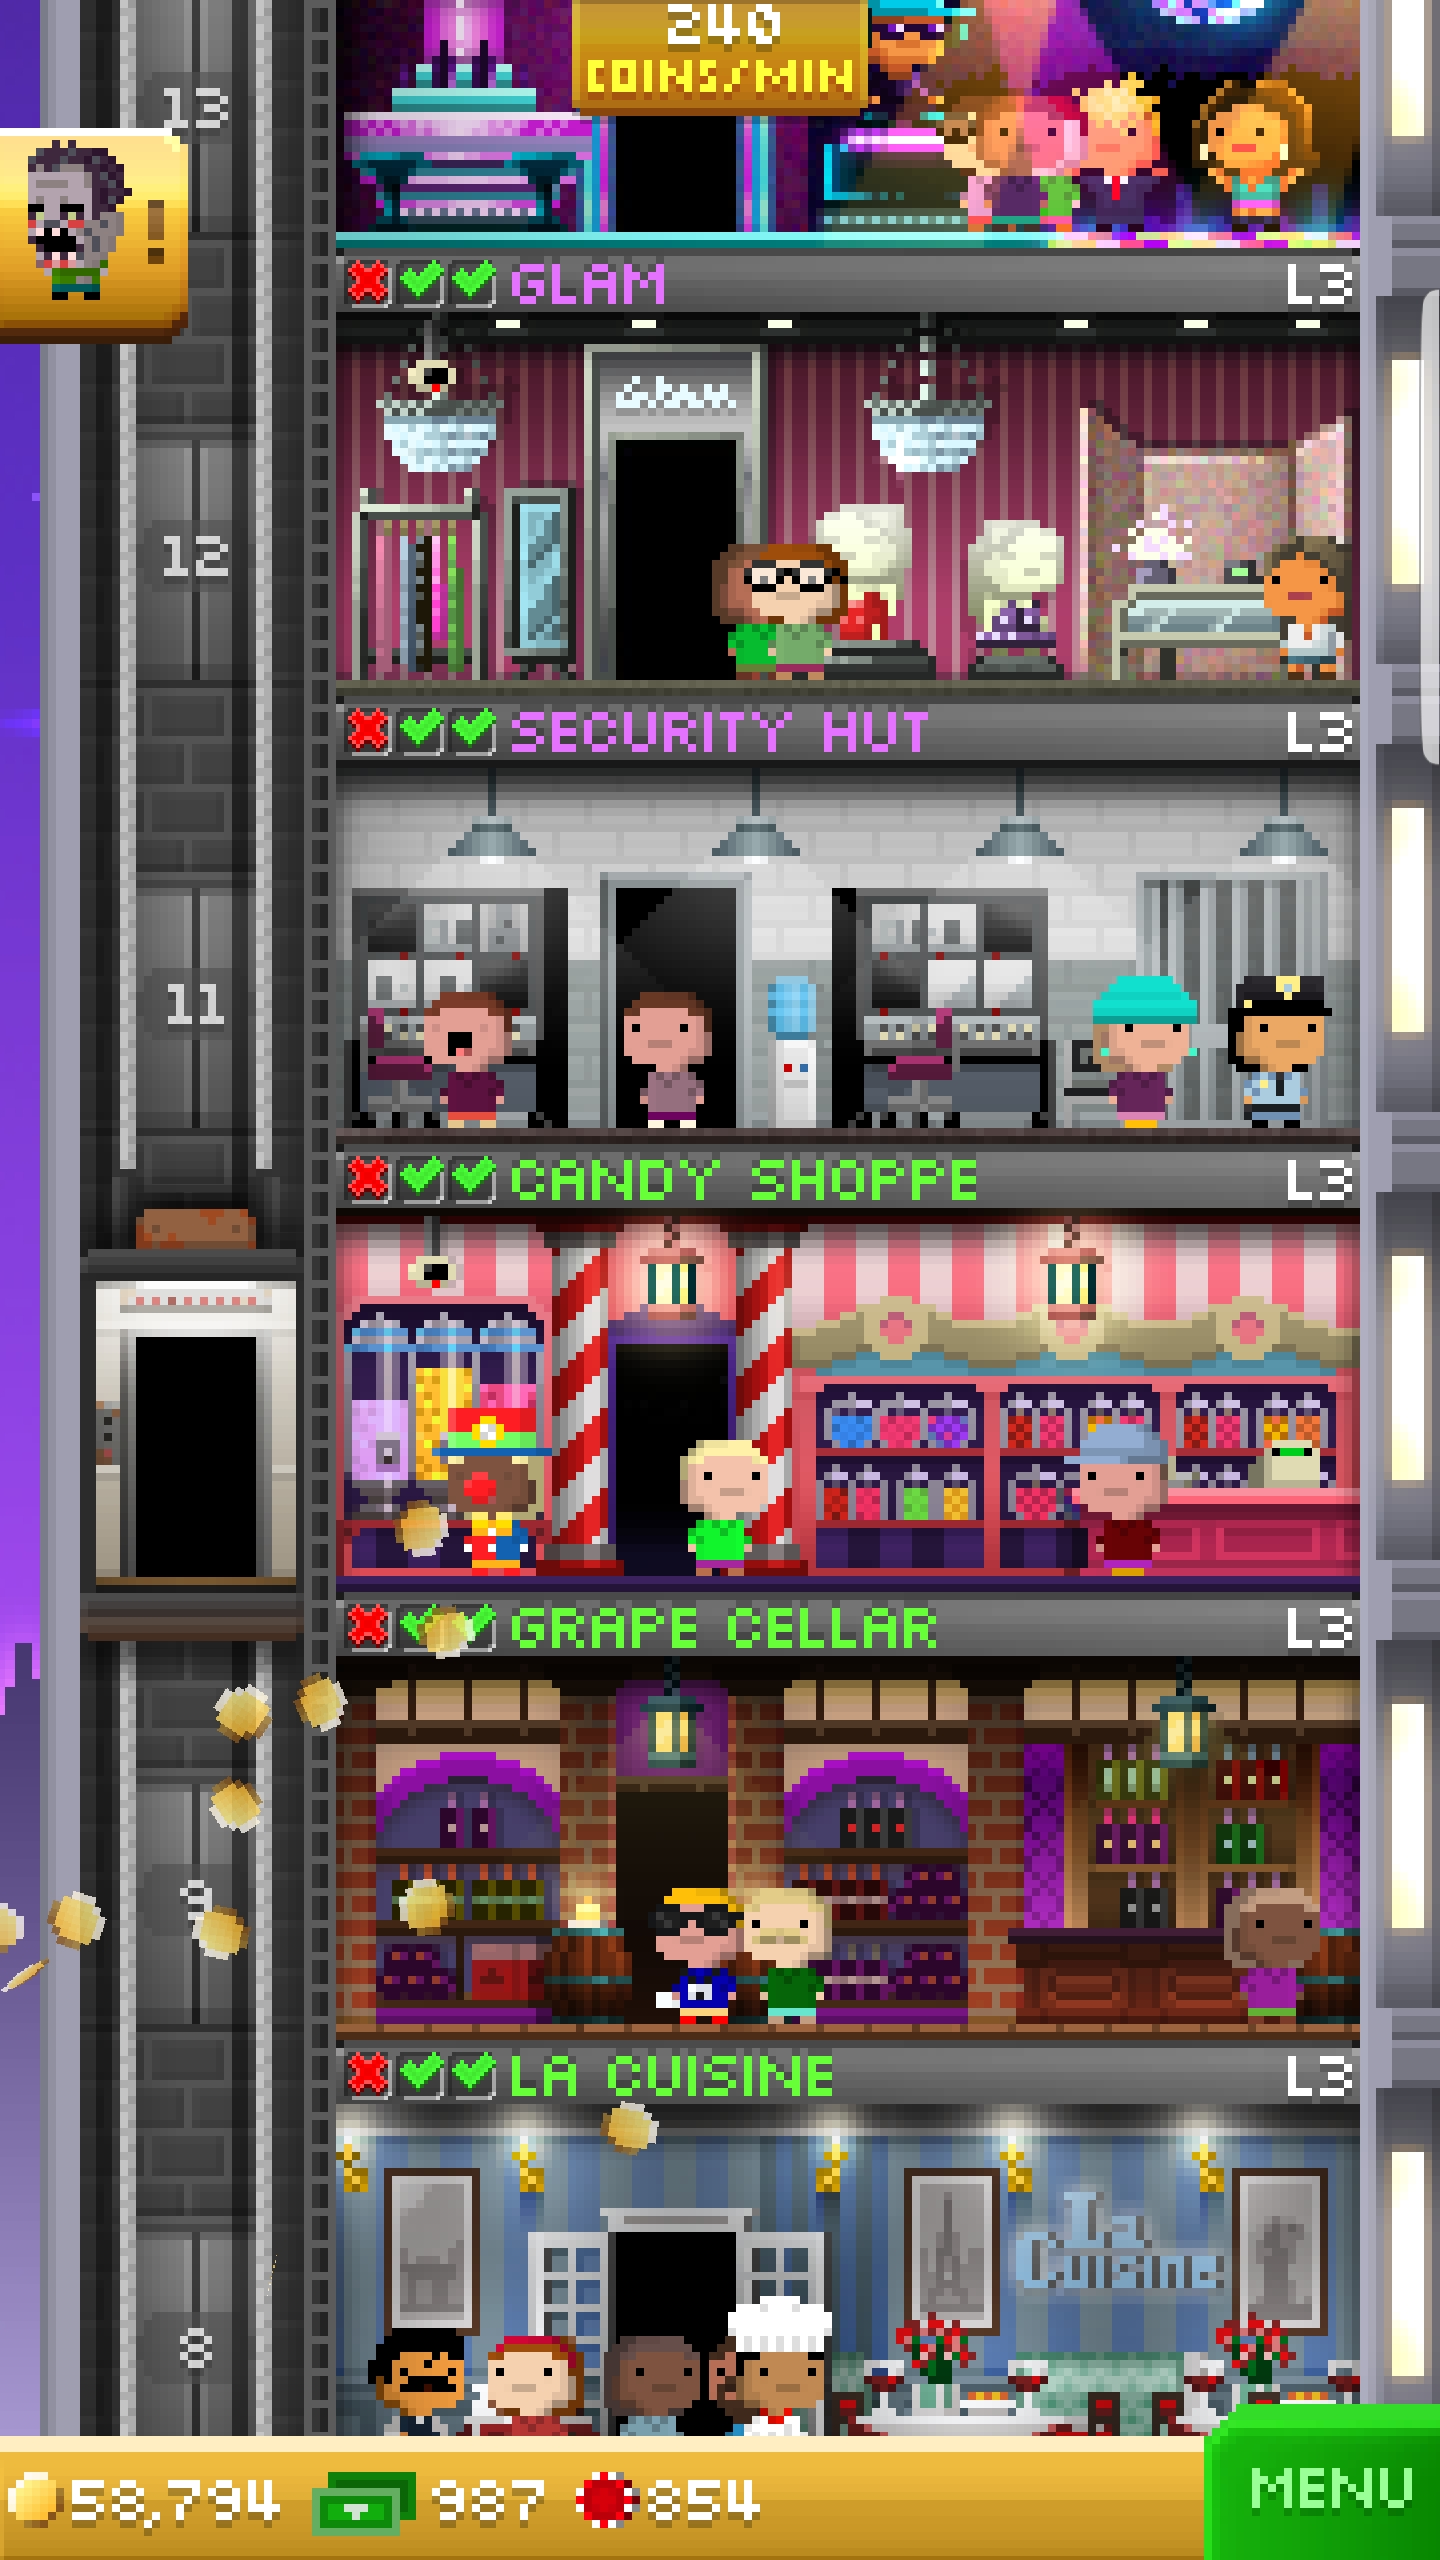 240
COINS/MIN
13
!
GLAM L3
Glam
12
SECURITY HUT L3
11
CANDY SHOPPE L3
GRAPE CELLAR L3
9
LA CUISINE L3
La
Cuisine
8
58,794 987 854
MENU